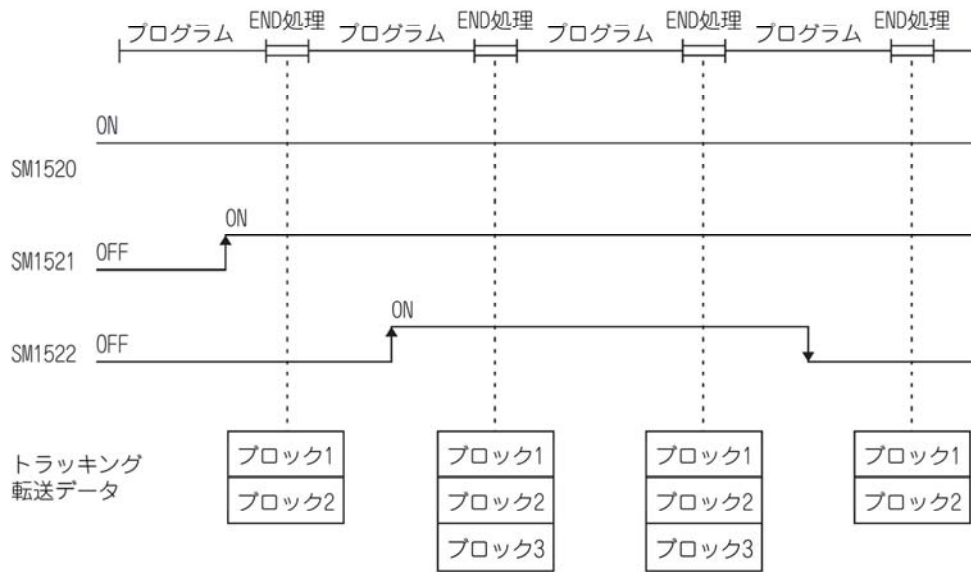 プログラム END処理 プログラム END処理 プログラム END処理 プログラム END処理
ON
SM1520
ON
SM1521 OFF
ON
SM1522 OFF
トラッキング
転送データ
ブロック1 ブロック1 ブロック1 ブロック1
ブロック2 ブロック2 ブロック2 ブロック2
ブロック3 ブロック3